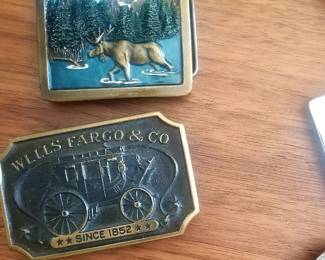 WELLS FARGO & CO
★★ SINCE 1852 ★★